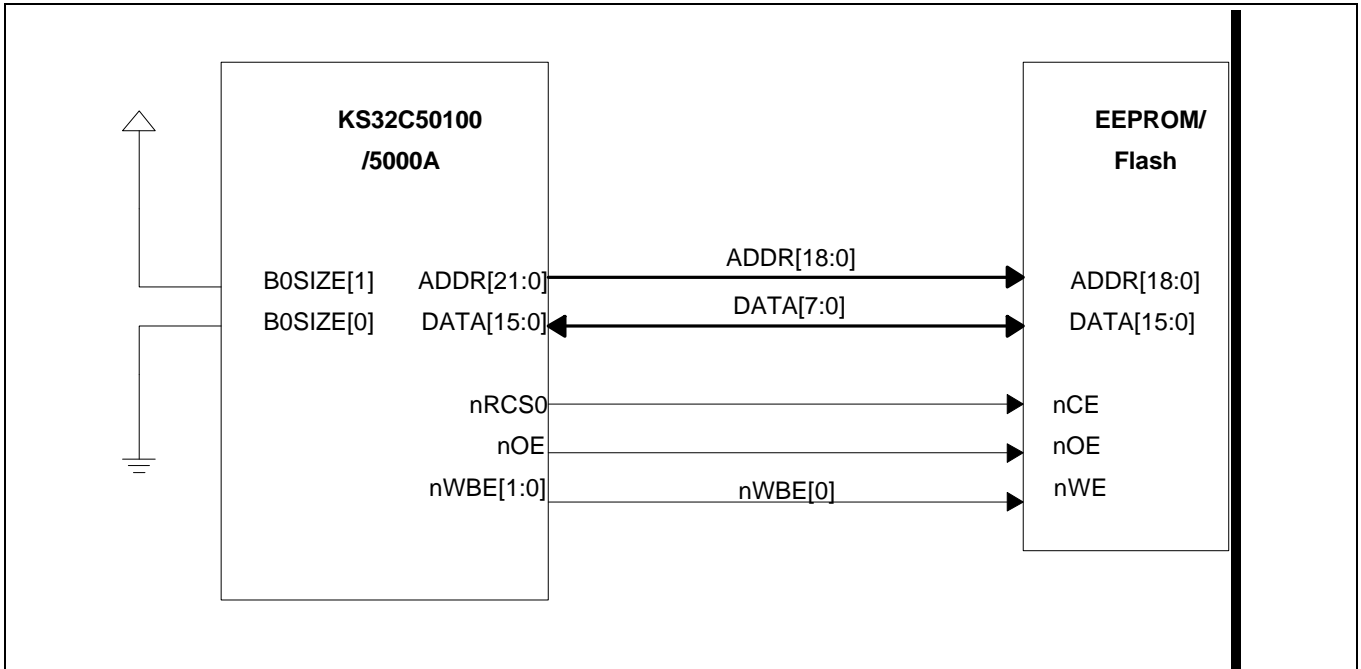 KS32C50100
/5000A
EEPROM/
Flash
B0SIZE[1]
ADDR[21:0]
ADDR[18:0]
ADDR[18:0]
B0SIZE[0]
DATA[15:0]
DATA[7:0]
DATA[15:0]
nRCS0
nCE
nOE
nOE
nWBE[1:0]
nWBE[0]
nWE